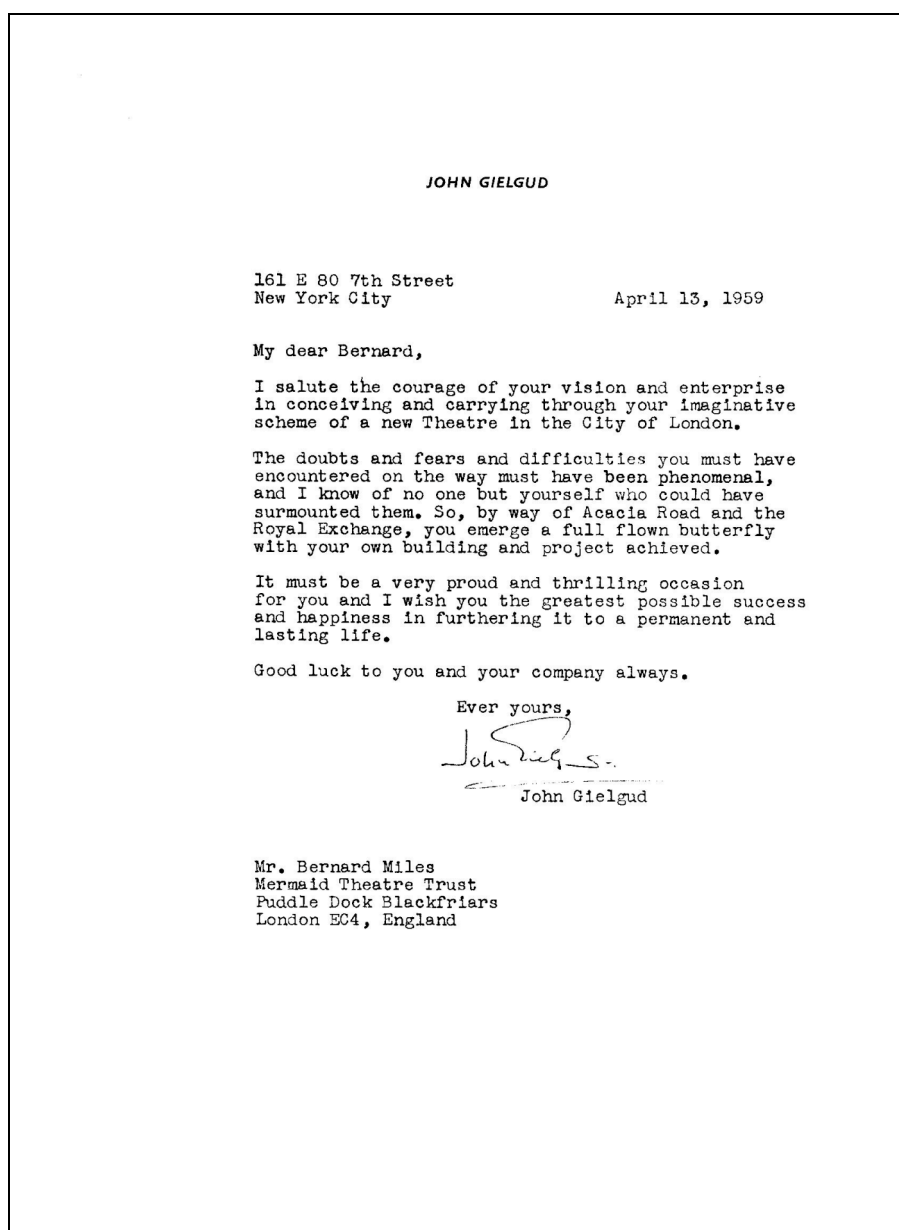 JOHN GIELGUD
161 E 80 7th Street
New York City April 13, 1959
My dear Bernard,
I salute the courage of your vision and enterprise
in conceiving and carrying through your imaginative
scheme of a new Theatre in the City of London.
The doubts and fears and difficulties you must have
encountered on the way must have been phenomenal,
and I know of no one but yourself who could have
surmounted them. So, by way of Acacia Road and the
Royal Exchange, you emerge a full flown butterfly
with your own building and project achieved.
It must be a very proud and thrilling occasion
for you and I wish you the greatest possible success
and happiness in furthering it to a permanent and
lasting life.
Good luck to you and your company always.
Ever yours,
John Gielgud
John Gielgud
Mr. Bernard Miles
Mermaid Theatre Trust
Puddle Dock Blackfriars
London EC4, England